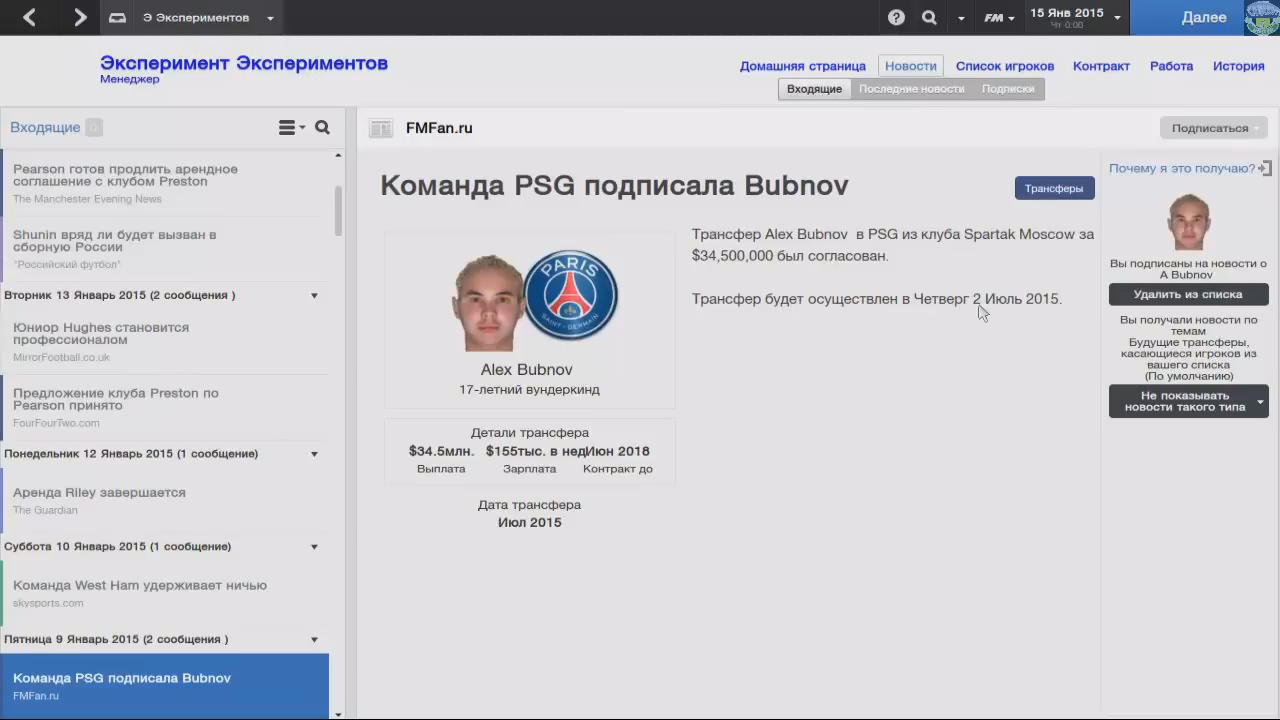 Э Экспериментов
FM
15 Янв 2015
Чт 0:00
Далее
Эксперимент Экспериментов
Менеджер
Домашняя страница
Новости
Список игроков
Контракт
Работа
История
Входящие
Последние новости
Подписки
Входящие 0
Pearson готов продлить арендное
соглашение с клубом Preston
The Manchester Evening News
Shunin вряд ли будет вызван в
сборную России
"Российский футбол"
Вторник 13 Январь 2015 (2 сообщения )
Юниор Hughes становится
профессионалом
MirrorFootball.co.uk
Предложение клуба Preston по
Pearson принято
FourFourTwo.com
Понедельник 12 Январь 2015 (1 сообщение)
Аренда Riley завершается
The Guardian
Суббота 10 Январь 2015 (1 сообщение)
Команда West Ham удерживает ничью
skysports.com
Пятница 9 Январь 2015 (2 сообщения )
Команда PSG подписала Bubnov
FMFan.ru
FMFan.ru
Подписаться
Команда PSG подписала Bubnov
Трансферы
PARIS
SAINT-GERMAIN
Alex Bubnov
17-летний вундеркинд
Детали трансфера
$34.5млн. $155тыс. в недИюн 2018
Выплата Зарплата Контракт до
Дата трансфера
Июл 2015
Трансфер Alex Bubnov в PSG из клуба Spartak Moscow за
$34,500,000 был согласован.
Трансфер будет осуществлен в Четверг 2 Июль 2015.
Почему я это получаю?
Вы подписаны на новости о
A Bubnov
Удалить из списка
Вы получали новости по
темам
Будущие трансферы,
касающиеся игроков из
вашего списка
(По умолчанию)
Не показывать
новости такого типа